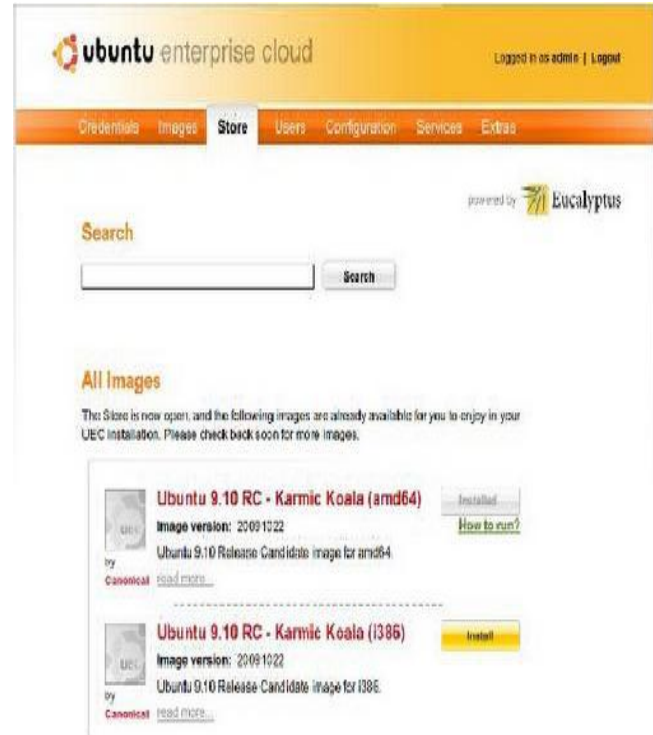 ubuntu enterprise cloud
Logged in as admin | Logout
Credentials Images Store Users Configuration Services Extras
powered by Eucalyptus
Search
Search
All Images
The Store is now open, and the following images are already available for you to enjoy in your
UEC installation. Please check back soon for more images.
Ubuntu 9.10 RC - Karmic Koala (amd64)
Installed
How to run?
Image version: 20091022
UEC
Ubuntu 9.10 Release Candidate image for amd64.
by
Canonical
read more...
Ubuntu 9.10 RC - Karmic Koala (i386)
Install
Image version: 20091022
UEC
Ubuntu 9.10 Release Candidate image for i386.
by
Canonical
read more...